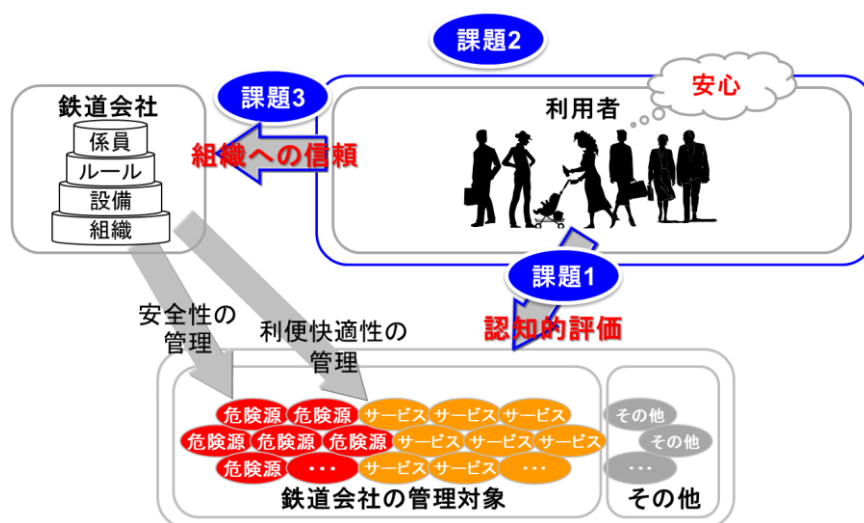 課題2
課題3
安心
鉄道会社
利用者
係員
ルール
設備
組織
組織への信頼
課題1
認知的評価
安全性の
管理
利便快適性の
管理
危険源 危険源 サービス サービス サービス その他
危険源 危険源 危険源 サービス サービス サービス その他
危険源 ・・・ サービス サービス ・・・ ・・・
鉄道会社の管理対象 その他